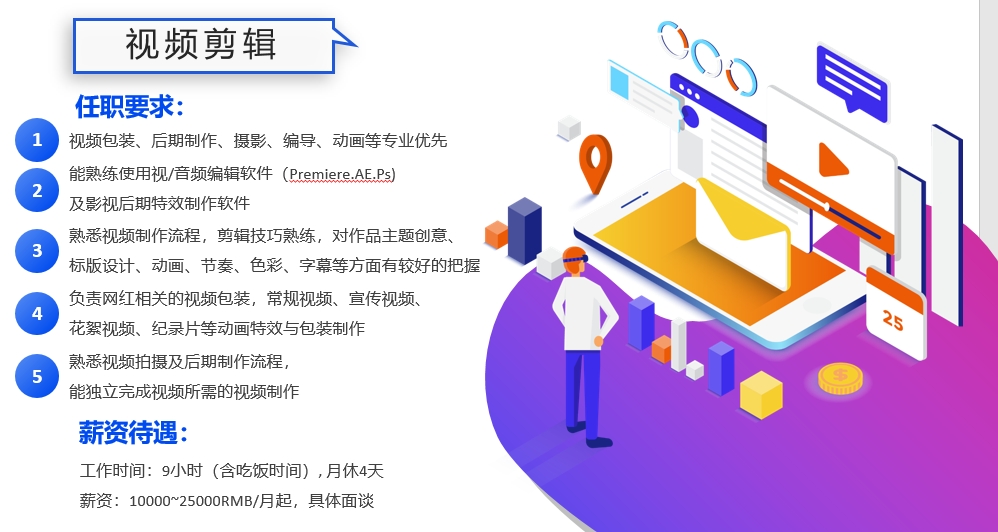 视频剪辑
任职要求：
1
视频包装、后期制作、摄影、编导、动画等专业优先
2
能熟练使用视/音频编辑软件（Premiere.AE.Ps)
及影视后期特效制作软件
3
熟悉视频制作流程，剪辑技巧熟练，对作品主题创意、
标版设计、动画、节奏、色彩、字幕等方面有较好的把握
4
负责网红相关的视频包装，常规视频、宣传视频、
花絮视频、纪录片等动画特效与包装制作
5
熟悉视频拍摄及后期制作流程，
能独立完成视频所需的视频制作
薪资待遇：
工作时间：9小时（含吃饭时间）, 月休4天
薪资：10000~25000RMB/月起，具体面谈
25
$